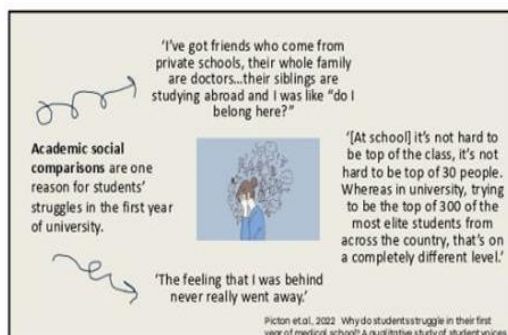 ‘I’ve got friends who come from
private schools, their whole family
are doctors...their siblings are
studying abroad and I was like “do I
belong here?”
Academic social
comparisons are one
reason for students’
struggles in the first year
of university.
‘[At school] it’s not hard to
be top of the class, it’s not
hard to be top of 30 people.
Whereas in university, trying
to be the top of 300 of the
most elite students from
across the country, that’s on
a completely different level.’
‘The feeling that I was behind
never really went away.’
Picton et.al, 2022 Why do students struggle in their first
year of medical school? A qualitative study of student voices